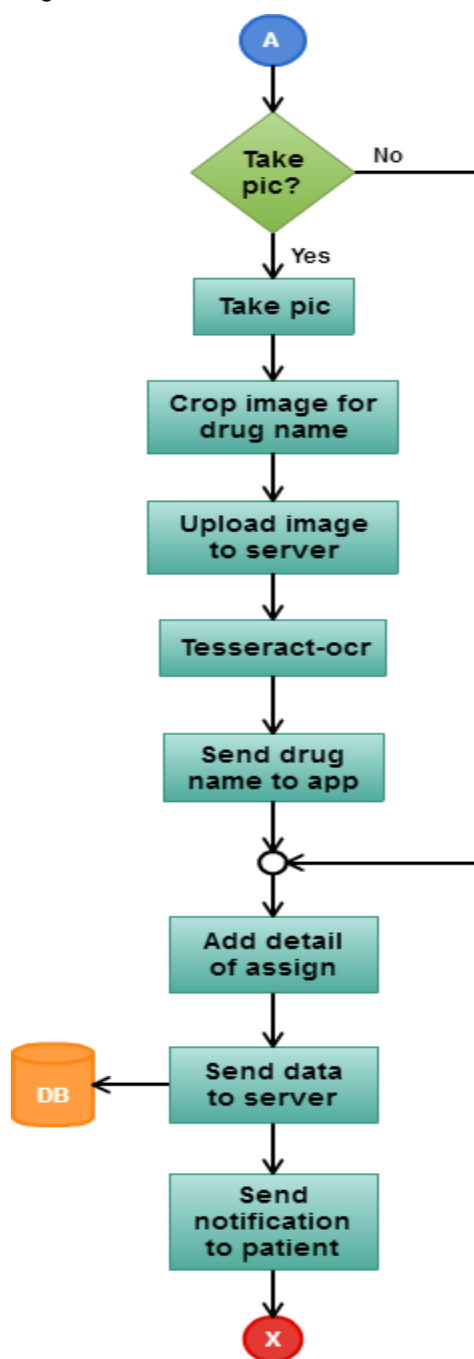 A
Take
pic?
No
Yes
Take pic
Crop image for
drug name
Upload image
to server
Tesseract-ocr
Send drug
name to app
Add detail
of assign
Send data
to server
DB
Send
notification
to patient
X